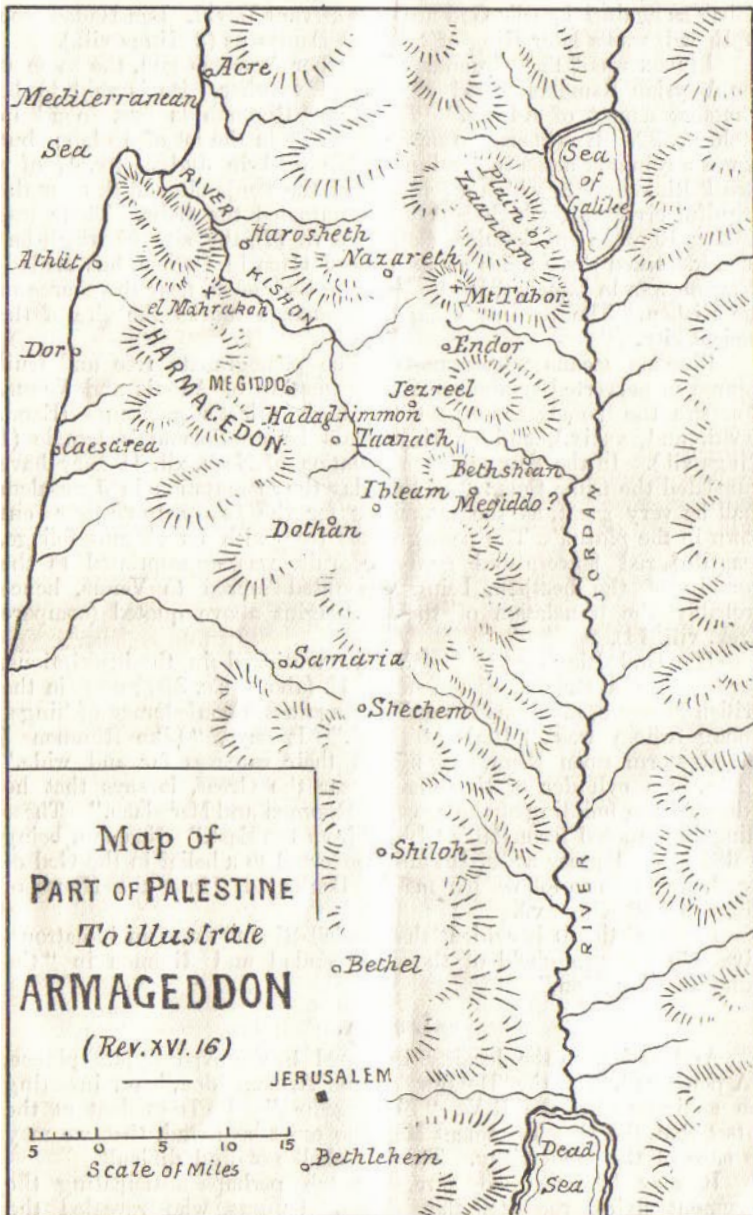 Acre
Mediterranean
Sea
Sea
of
Galilee
Plain of
Zaanaim
RIVER
KISHON
Harosheth
Nazareth
Athlit
el Mahrakah
Mt Tabor
Dor
Endor
HARMAGEDON
MEGIDDO
Jezreel
Hadadrimmon
Taanach
Caesarea
Bethshean
Ibleam
Megiddo?
Dothan
RIVER JORDAN
Samaria
Shechem
Shiloh
Bethel
JERUSALEM
Bethlehem
Dead
Sea
Map of
PART OF PALESTINE
To illustrate
ARMAGEDDON
(Rev. XVI. 16)
5 0 5 10 15
Scale of Miles